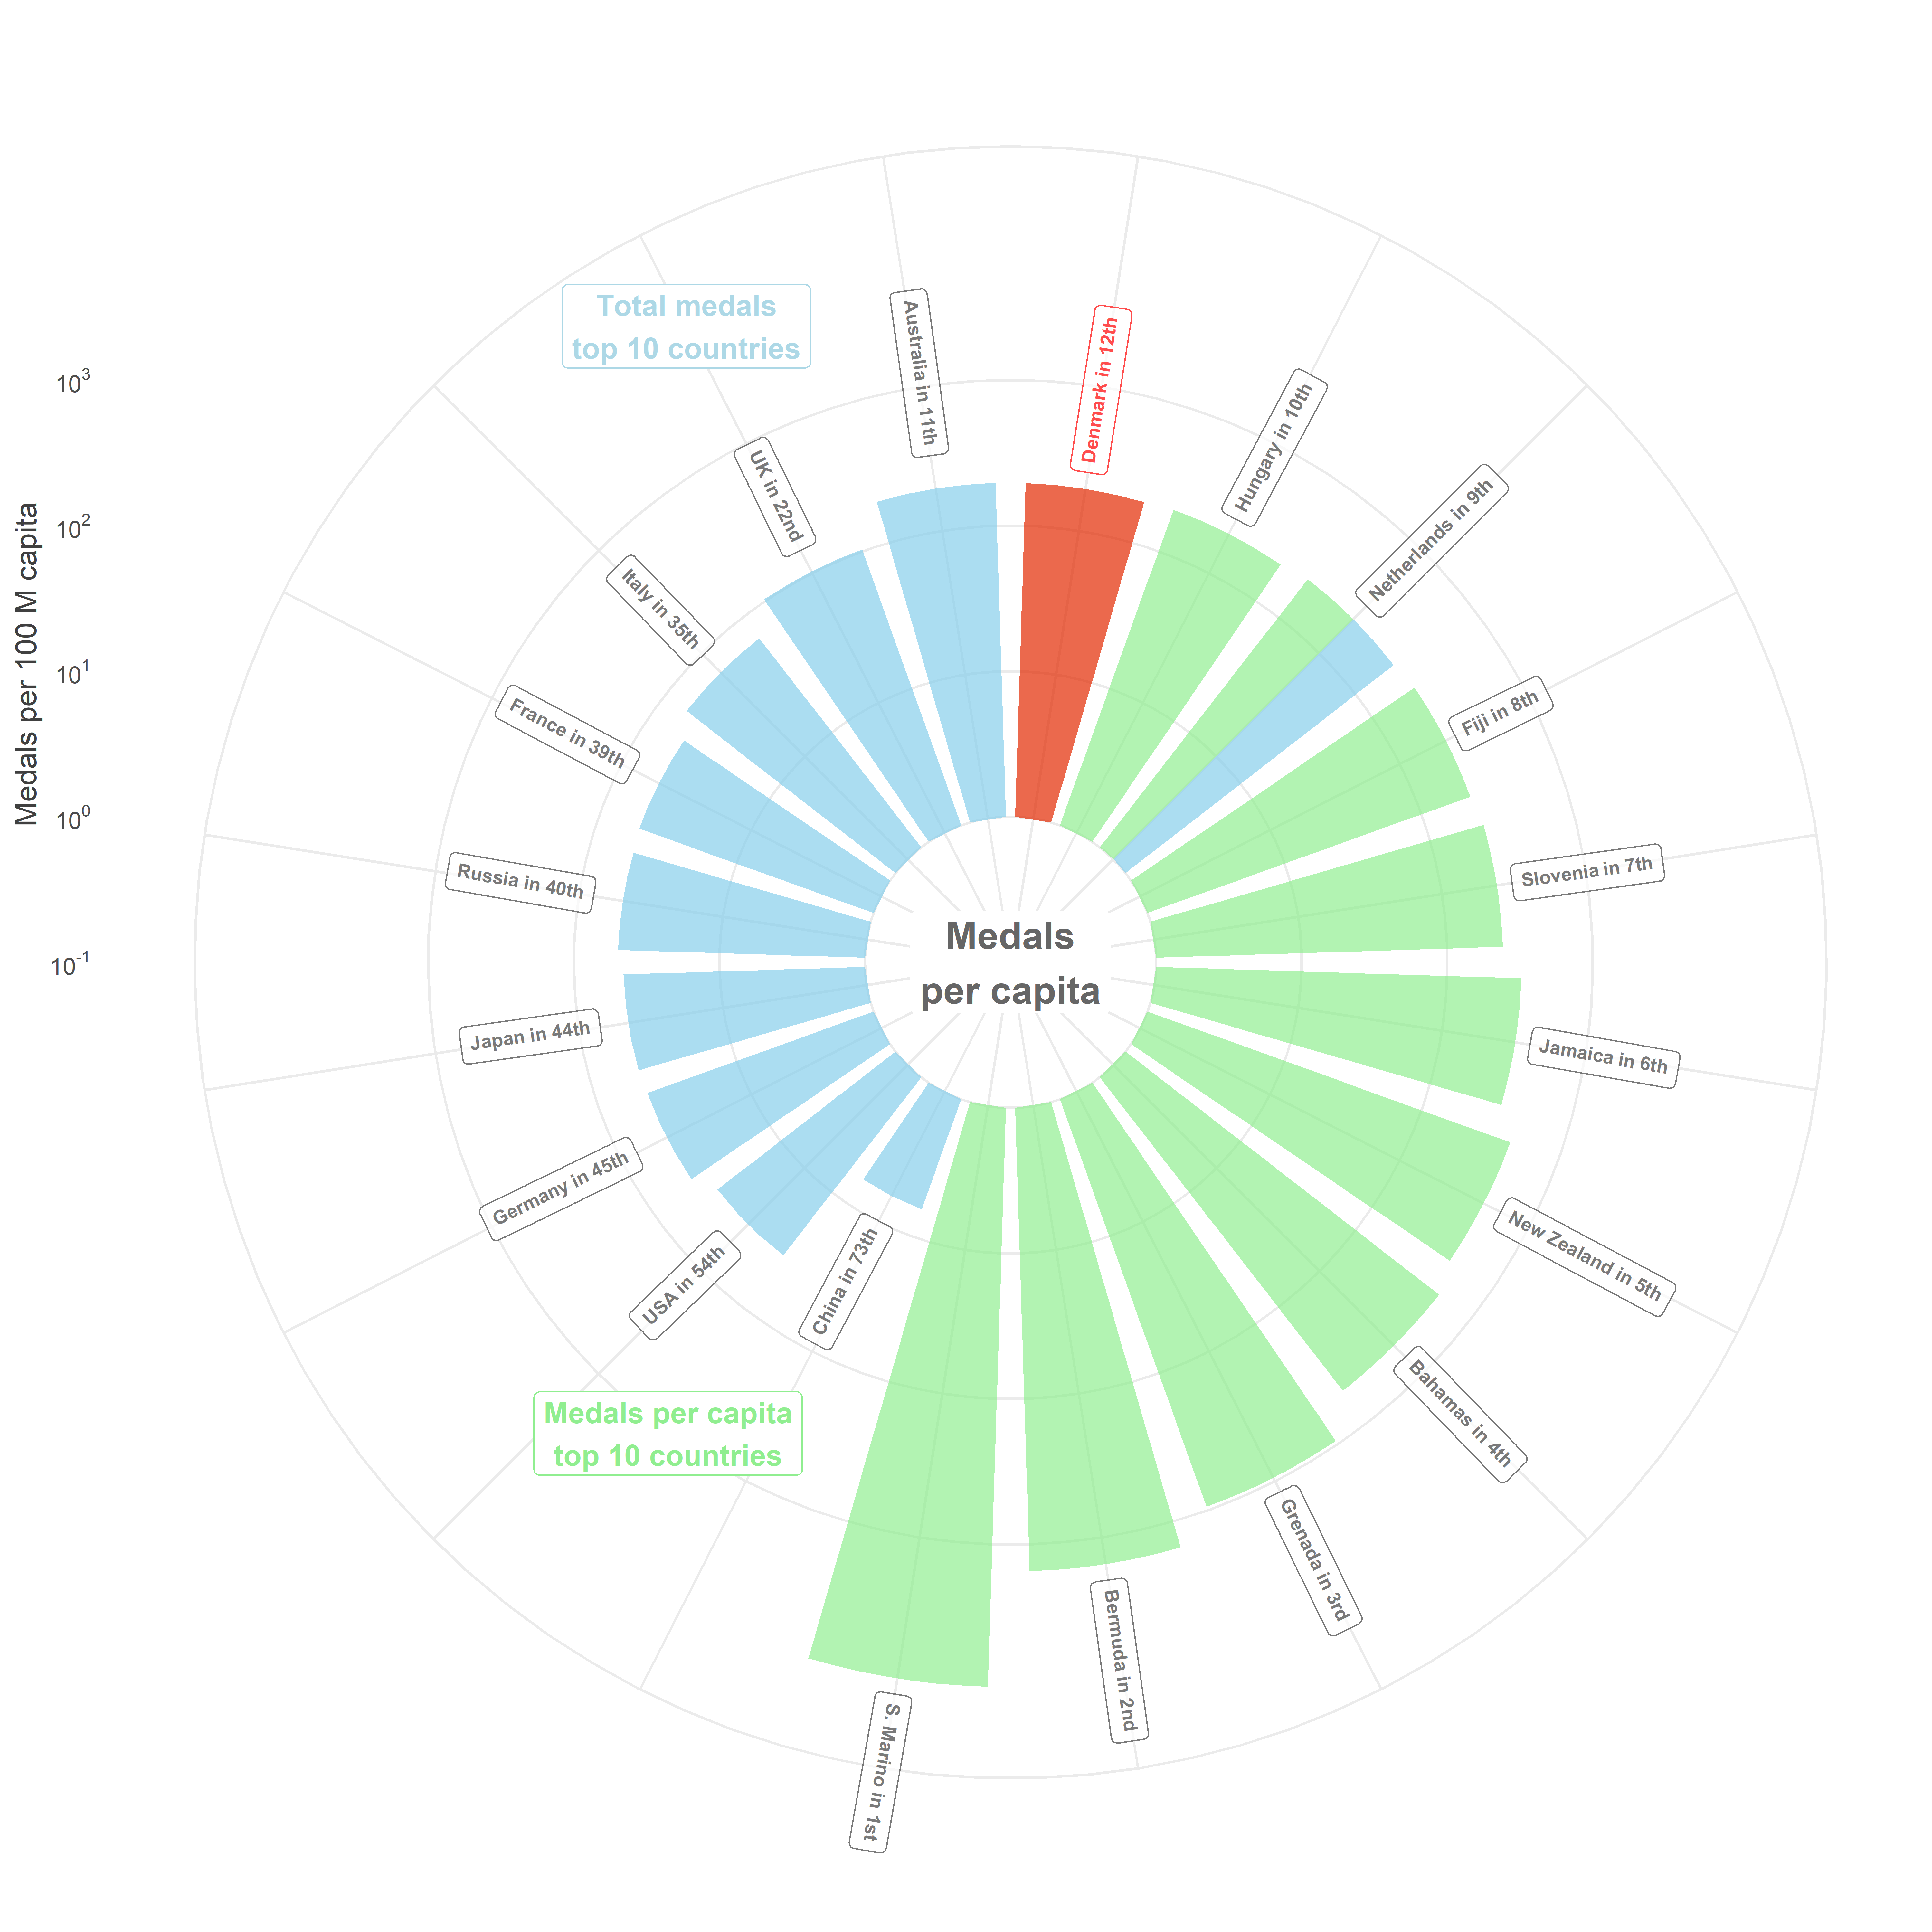 Total medals
top 10 countries
Australia in 11th
Denmark in 12th
Hungary in 10th
Netherlands in 9th
Fiji in 8th
Slovenia in 7th
Jamaica in 6th
New Zealand in 5th
Bahamas in 4th
Grenada in 3rd
Bermuda in 2nd
S. Marino in 1st
China in 73th
USA in 54th
Germany in 45th
Japan in 44th
Russia in 40th
France in 39th
Italy in 35th
UK in 22nd
Medals
per capita
Medals per capita
top 10 countries
Medals per 100 M capita
10³
10²
10¹
10⁰
10⁻¹